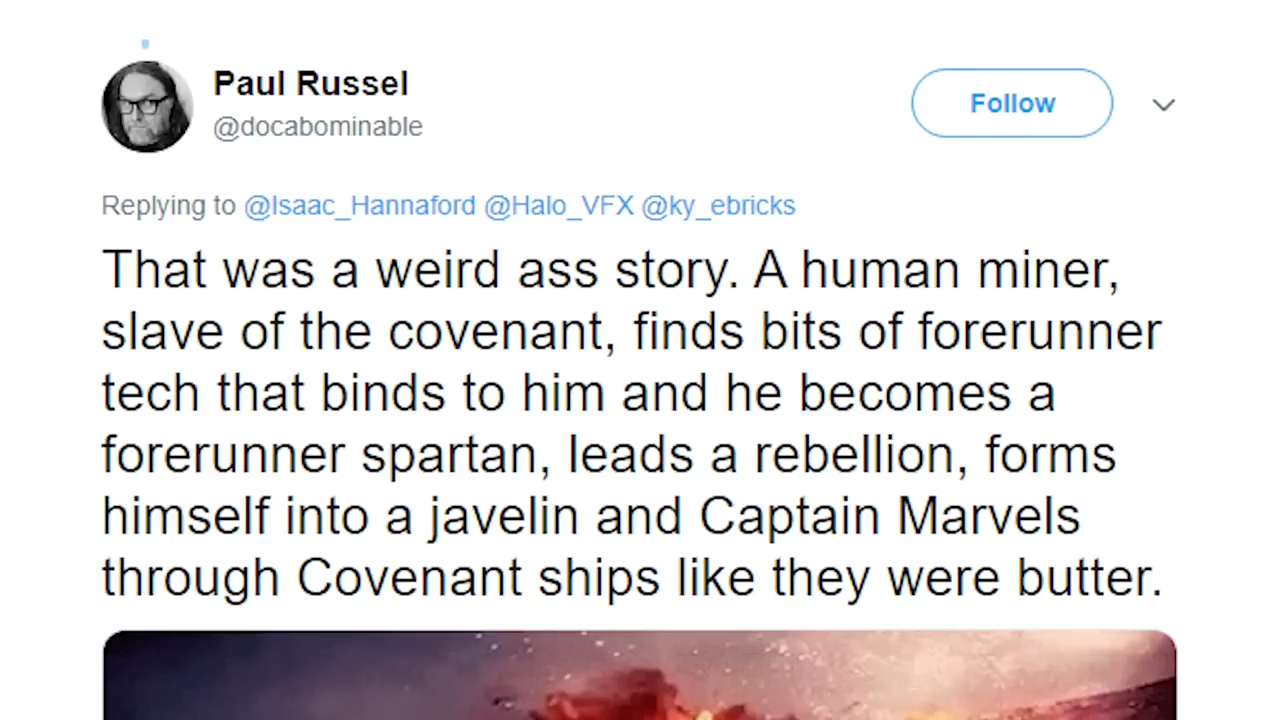 Paul Russel
@docabominable
Follow
Replying to @Isaac_Hannaford @Halo_VFX @ky_ebricks
That was a weird ass story. A human miner,
slave of the covenant, finds bits of forerunner
tech that binds to him and he becomes a
forerunner spartan, leads a rebellion, forms
himself into a javelin and Captain Marvels
through Covenant ships like they were butter.